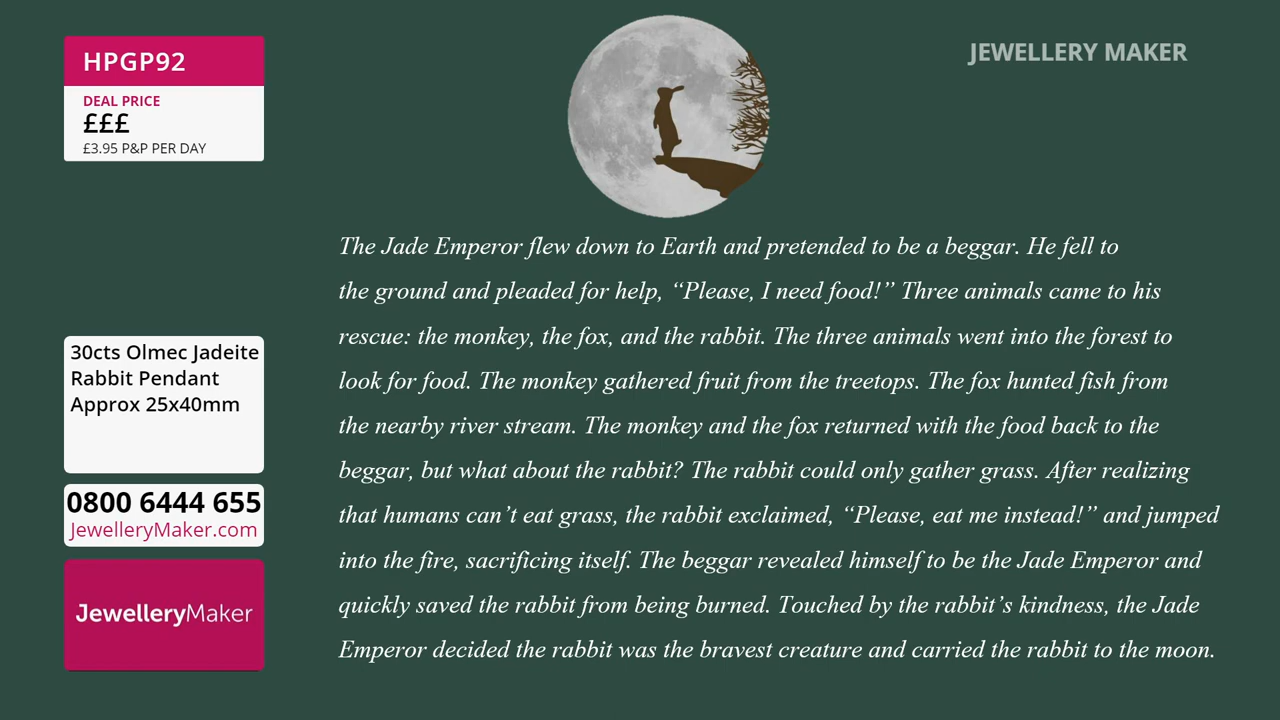 HPGP92
DEAL PRICE
£££
£3.95 P&P PER DAY
JEWELLERY MAKER
The Jade Emperor flew down to Earth and pretended to be a beggar. He fell to
the ground and pleaded for help, “Please, I need food!” Three animals came to his
rescue: the monkey, the fox, and the rabbit. The three animals went into the forest to
look for food. The monkey gathered fruit from the treetops. The fox hunted fish from
the nearby river stream. The monkey and the fox returned with the food back to the
beggar, but what about the rabbit? The rabbit could only gather grass. After realizing
that humans can’t eat grass, the rabbit exclaimed, “Please, eat me instead!” and jumped
into the fire, sacrificing itself. The beggar revealed himself to be the Jade Emperor and
quickly saved the rabbit from being burned. Touched by the rabbit’s kindness, the Jade
Emperor decided the rabbit was the bravest creature and carried the rabbit to the moon.
30cts Olmec Jadeite
Rabbit Pendant
Approx 25x40mm
0800 6444 655
JewelleryMaker.com
JewelleryMaker